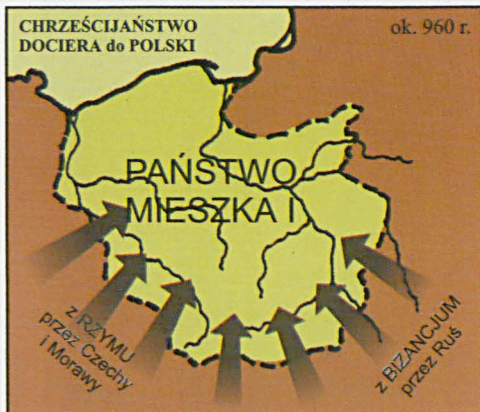 CHRZEŚCIJAŃSTWO
DOCIERA do POLSKI
ok. 960 r.
PAŃSTWO
MIESZKA I
z RZYMU
przez Czechy
i Morawy
z BIZANCJUM
przez Ruś